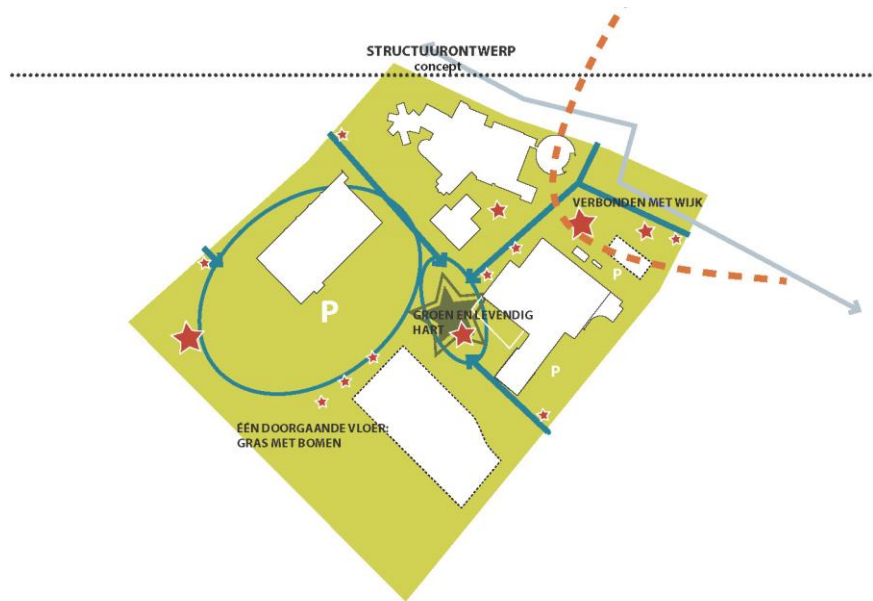 STRUCTUURONTWERP
concept
VERBONDEN MET WIJK
P
P
GROEN EN LEVENDIG
HART
P
ÉÉN DOORGAANDE VLOER:
GRAS MET BOMEN